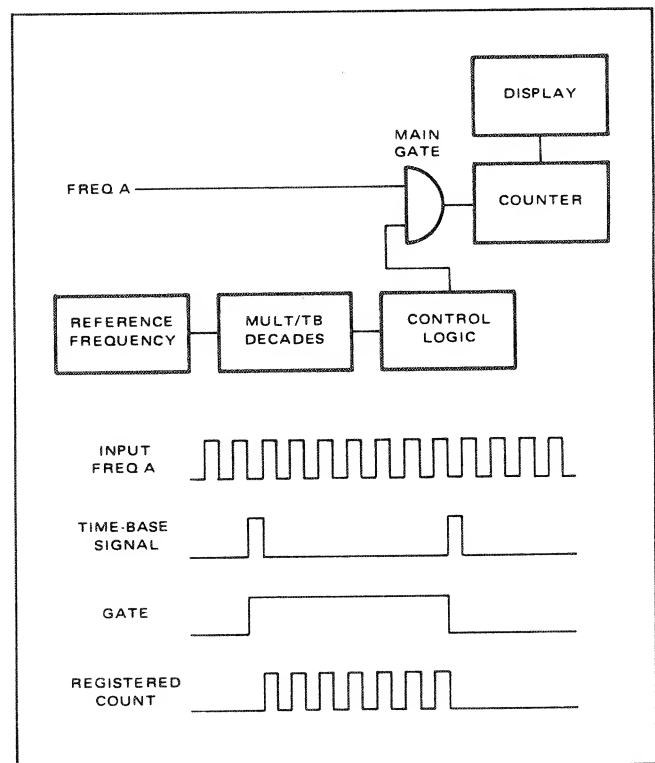 DISPLAY
MAIN
GATE
FREQ A
COUNTER
REFERENCE
FREQUENCY
MULT/TB
DECADES
CONTROL
LOGIC
INPUT
FREQ A
TIME-BASE
SIGNAL
GATE
REGISTERED
COUNT